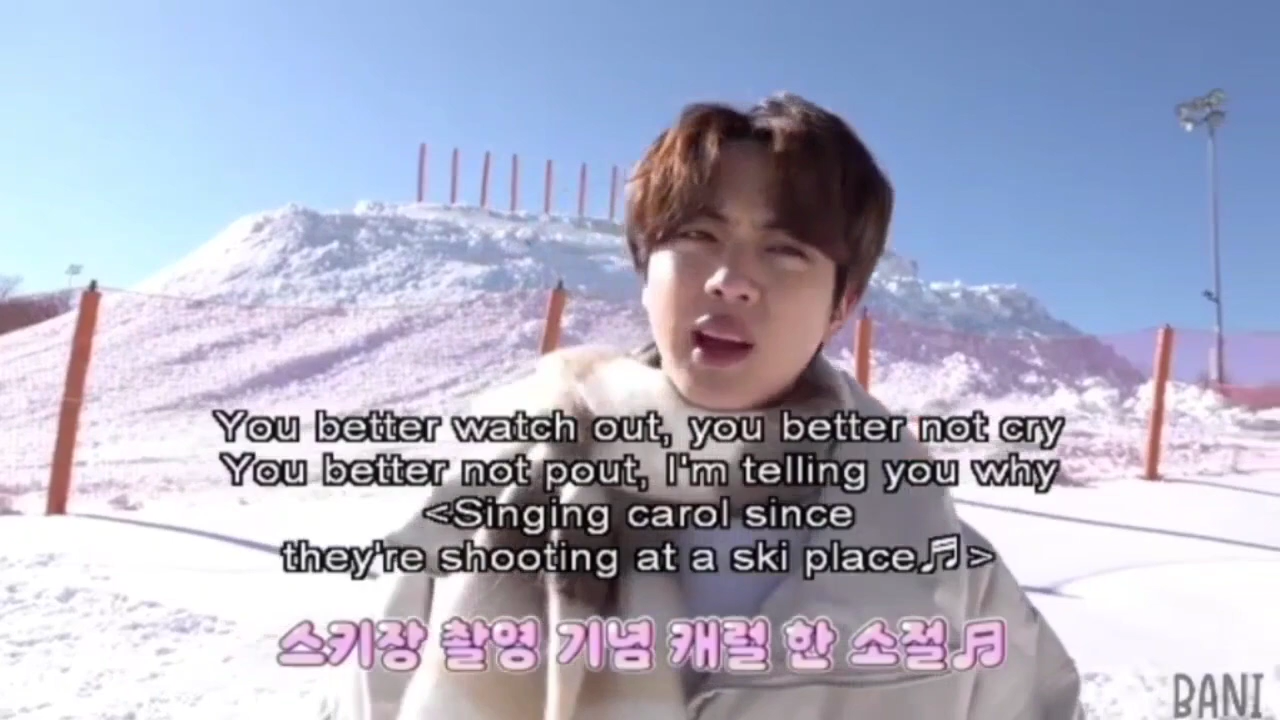 You better watch out, you better not cry
You better not pout, I'm telling you why
<Singing carol since
they're shooting at a ski place🎵>
스키장 촬영 기념 캐럴 한 소절🎵
BANI